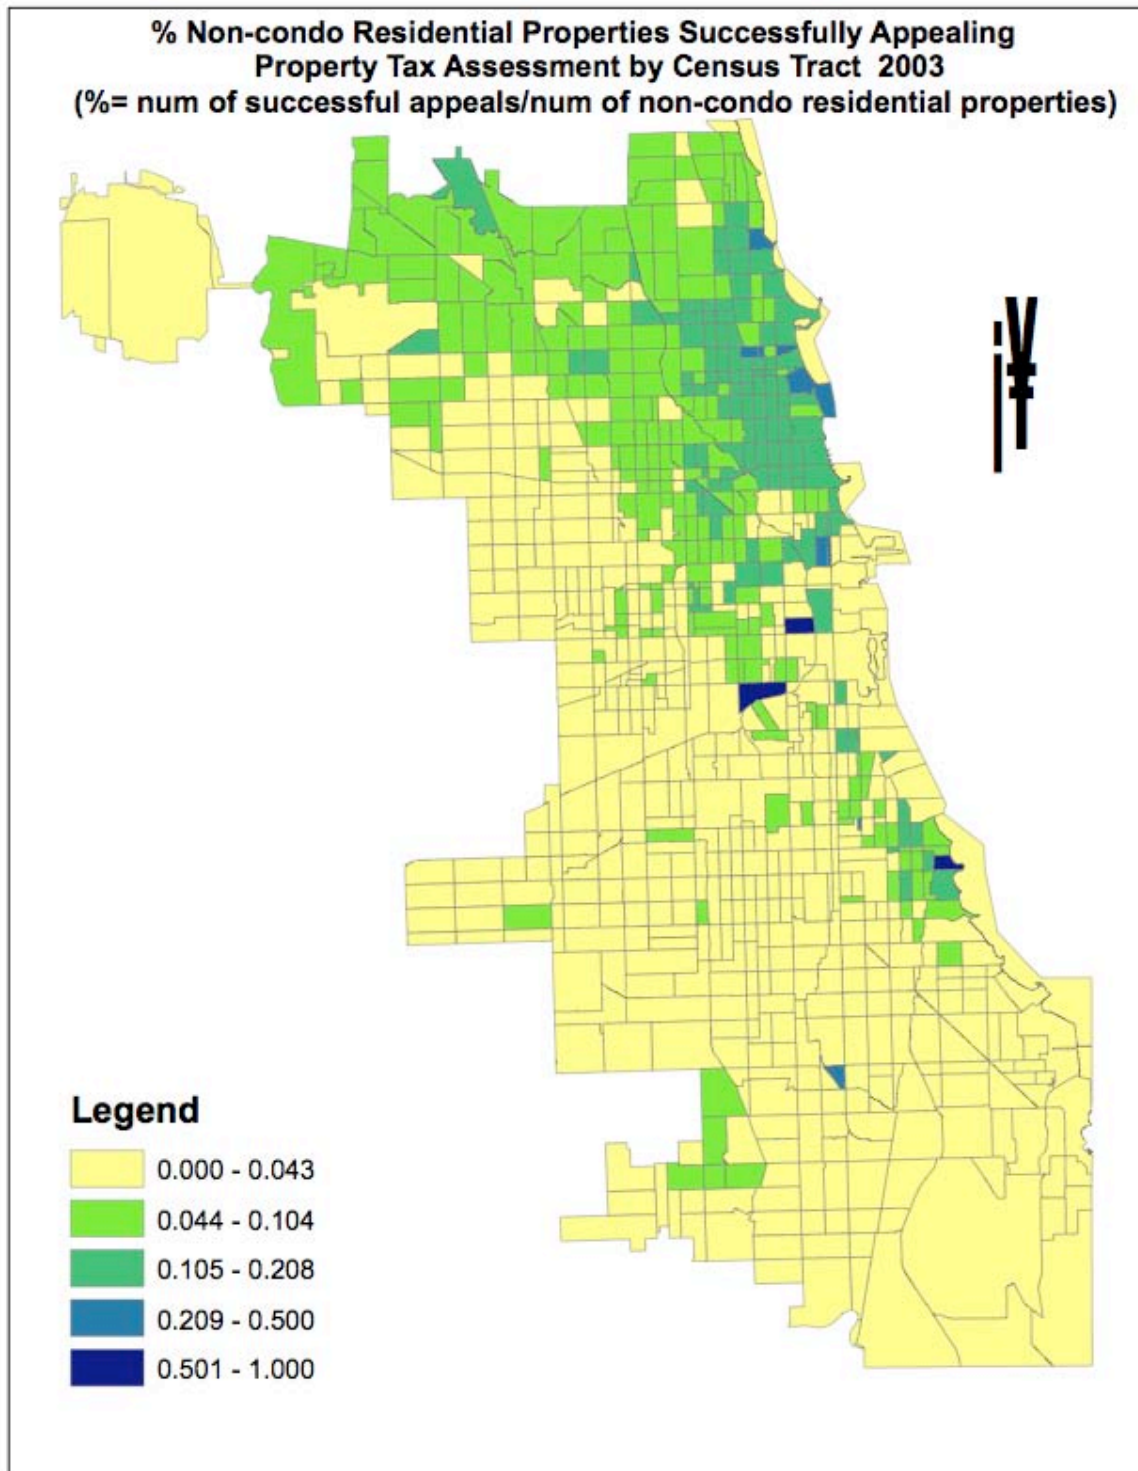 % Non-condo Residential Properties Successfully Appealing
Property Tax Assessment by Census Tract 2003
(%= num of successful appeals/num of non-condo residential properties)
Legend
0.000 - 0.043
0.044 - 0.104
0.105 - 0.208
0.209 - 0.500
0.501 - 1.000